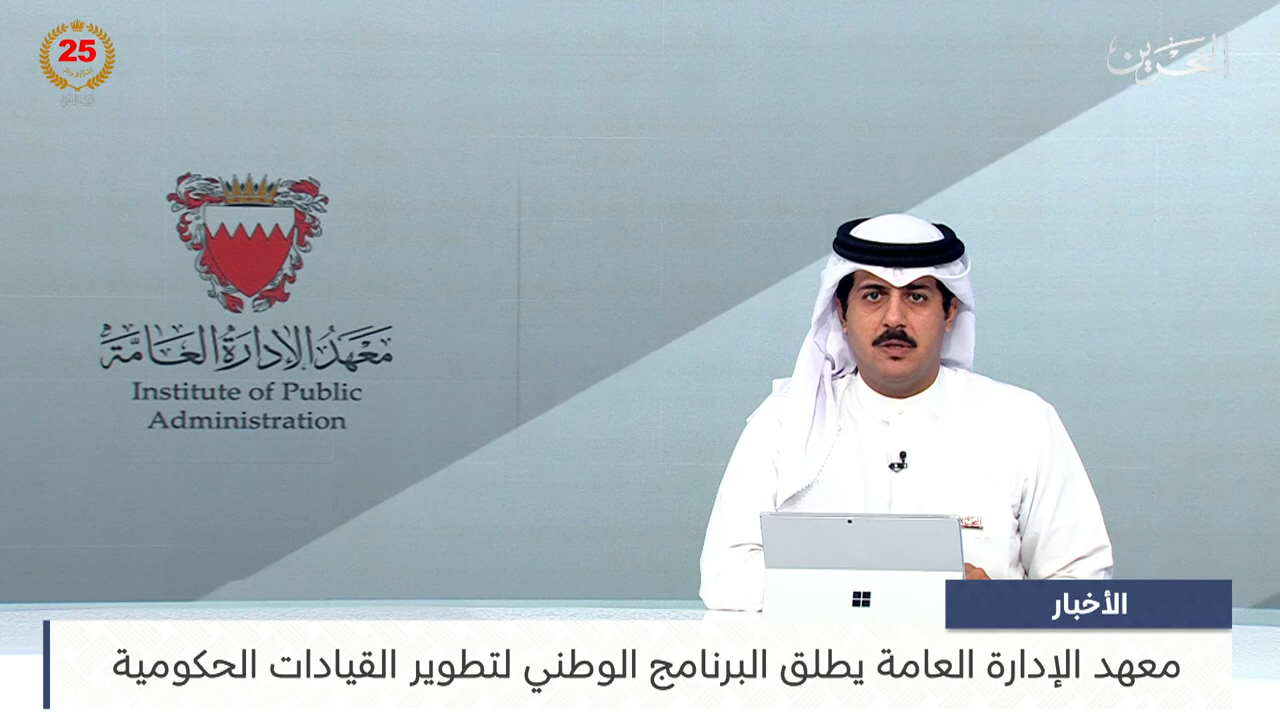 25
البحرين
معهد الإدارة العامة
Institute of Public
Administration
الأخبار
معهد الإدارة العامة يطلق البرنامج الوطني لتطوير القيادات الحكومية